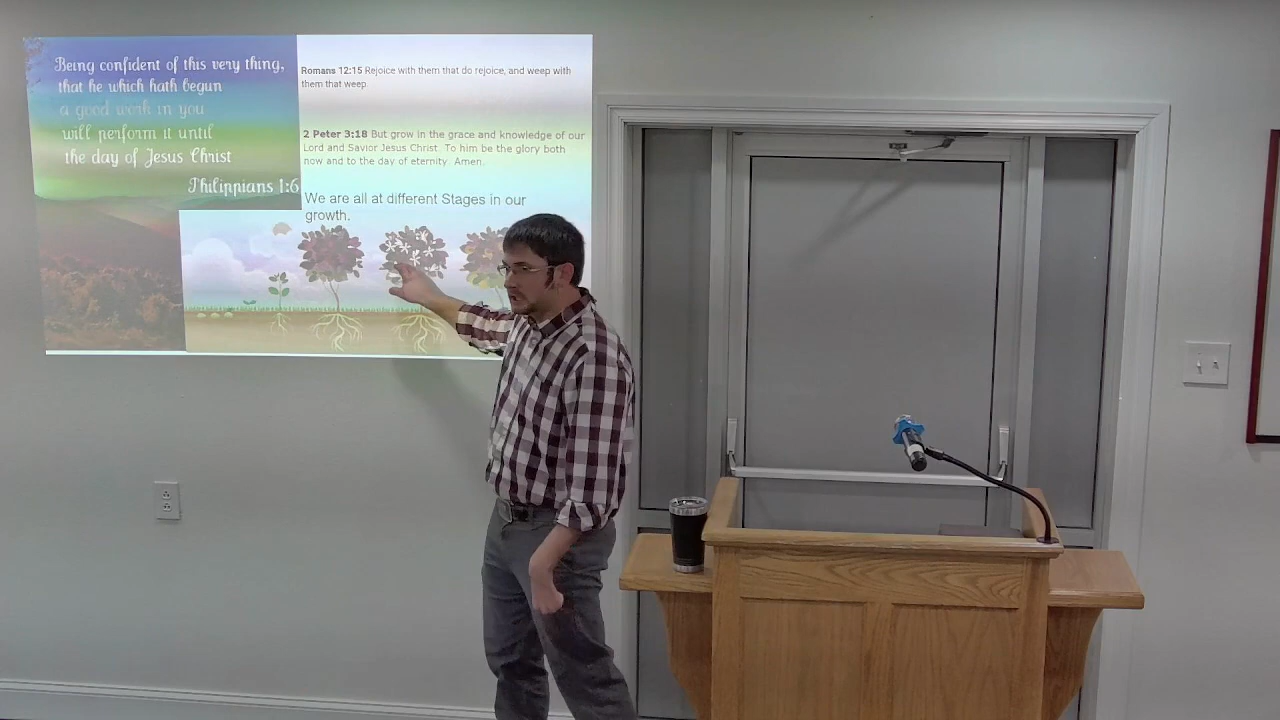 Being confident of this very thing,
that he which hath begun
a good work in you
will perform it until
the day of Jesus Christ
Philippians 1:6
Romans 12:15 Rejoice with them that do rejoice, and weep with
them that weep.
2 Peter 3:18 But grow in the grace and knowledge of our
Lord and Savior Jesus Christ. To him be the glory both
now and to the day of eternity. Amen.
We are all at different Stages in our
growth.